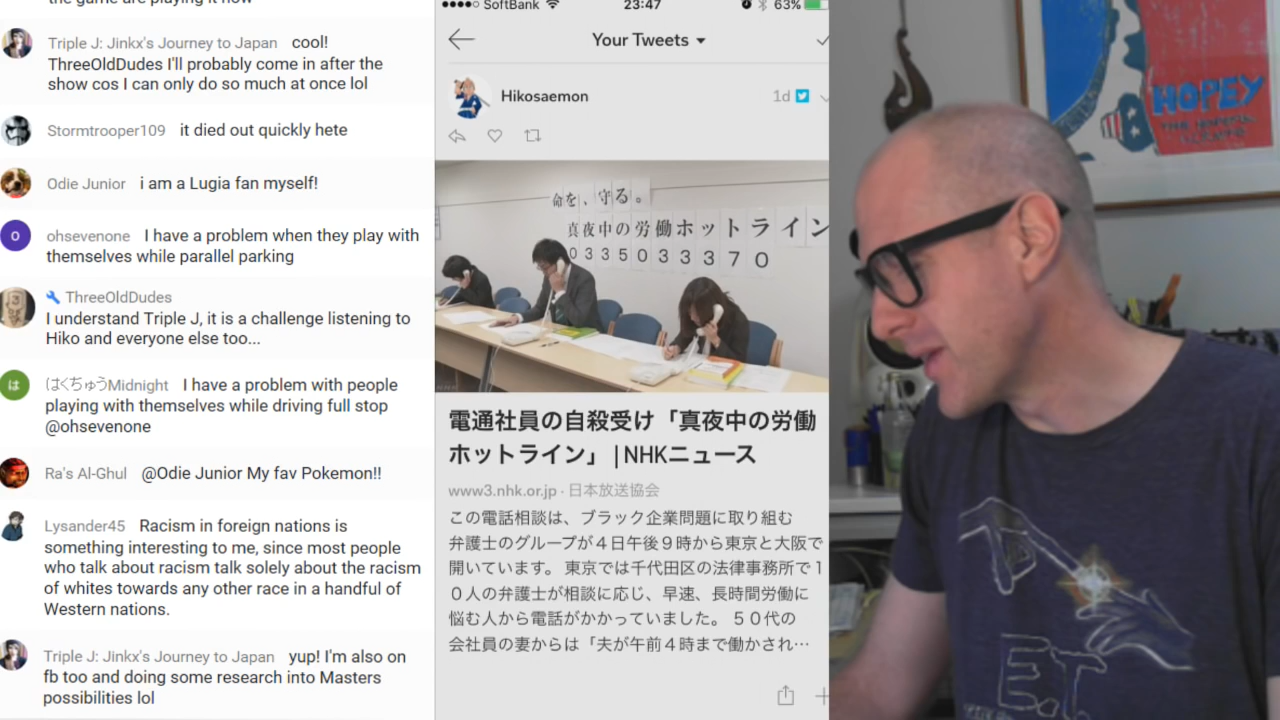 the game are playing it now
Triple J: Jinkx's Journey to Japan cool!
ThreeOldDudes I'll probably come in after the
show cos I can only do so much at once lol
Stormtrooper109 it died out quickly hete
Odie Junior i am a Lugia fan myself!
O
ohsevenone I have a problem when they play with
themselves while parallel parking
ThreeOldDudes
I understand Triple J, it is a challenge listening to
Hiko and everyone else too...
は
はくちゅうMidnight I have a problem with people
playing with themselves while driving full stop
@ohsevenone
Ra's Al-Ghul @Odie Junior My fav Pokemon!!
Lysander45 Racism in foreign nations is
something interesting to me, since most people
who talk about racism talk solely about the racism
of whites towards any other race in a handful of
Western nations.
Triple J: Jinkx's Journey to Japan yup! I'm also on
fb too and doing some research into Masters
possibilities lol
SoftBank 23:47 63%
Your Tweets
Hikosaemon 1d
命を、守る。
真夜中の労働ホットライン
0335033370
電通社員の自殺受け「真夜中の労働
ホットライン」 | NHKニュース
www3.nhk.or.jp · 日本放送協会
この電話相談は、ブラック企業問題に取り組む
弁護士のグループが４日午後９時から東京と大阪で
開いています。 東京では千代田区の法律事務所で１
０人の弁護士が相談に応じ、早速、長時間労働に
悩む人から電話がかかっていました。 ５０代の
会社員の妻からは「夫が午前４時まで働かされ…
HOPEY
E.T.